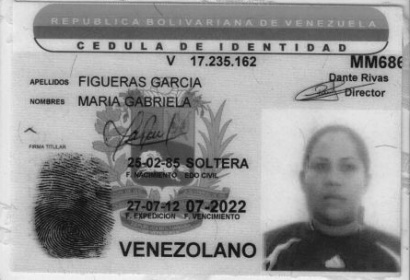 REPUBLICA BOLIVARIANA DE VENEZUELA
CEDULA DE IDENTIDAD
V 17.235.162 MM686
APELLIDOS FIGUERAS GARCIA
Dante Rivas
Director
NOMBRES MARIA GABRIELA
FIRMA TITULAR
25-02-85 SOLTERA
F. NACIMIENTO EDO CIVIL
27-07-12 07-2022
F. EXPEDICION F. VENCIMIENTO
VENEZOLANO